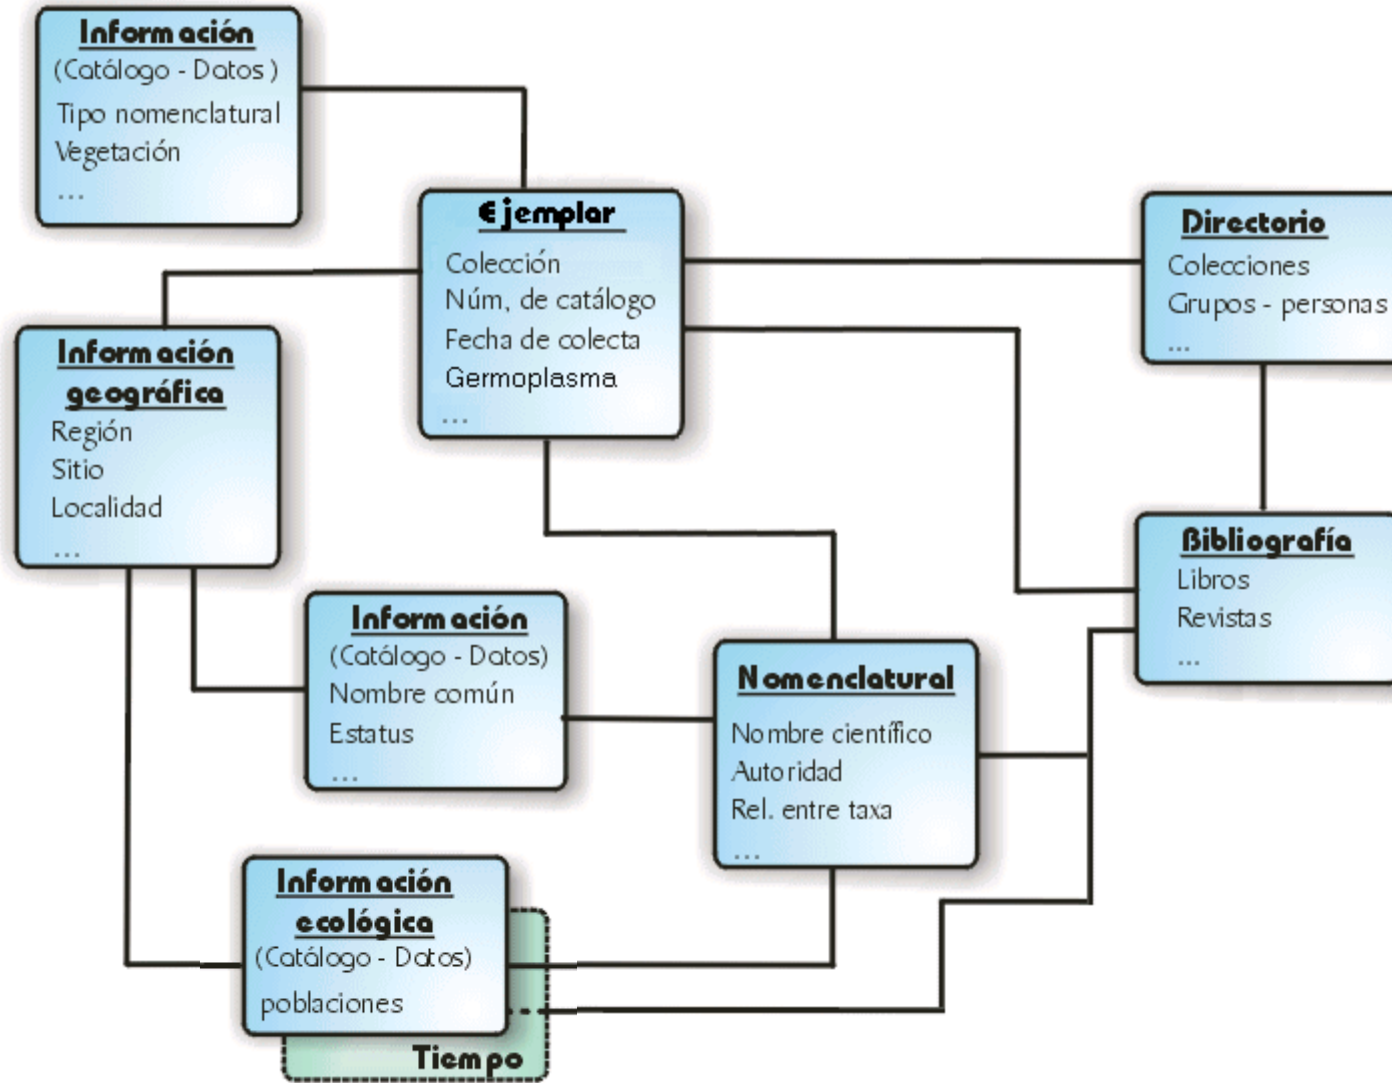 Información
(Catálogo - Datos )
Tipo nomenclatural
Vegetación
...
Ejemplar
Colección
Núm, de catálogo
Fecha de colecta
Germoplasma
...
Directorio
Colecciones
Grupos - personas
...
Información
geográfica
Región
Sitio
Localidad
...
Bibliografía
Libros
Revistas
...
Información
(Catálogo - Datos)
Nombre común
Estatus
...
Nomenclatural
Nombre científico
Autoridad
Rel. entre taxa
...
Información
ecológica
(Catálogo - Datos)
poblaciones
Tiempo